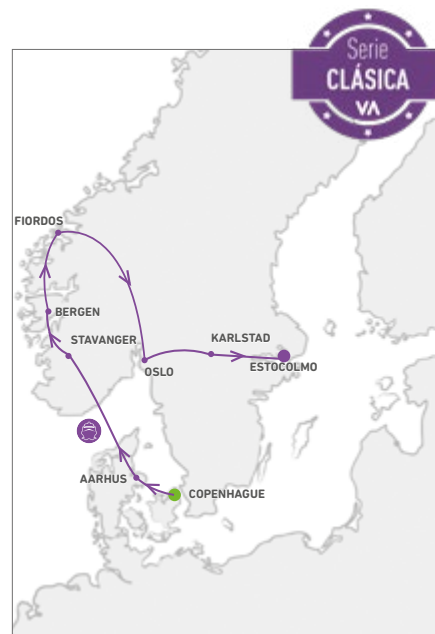 Serie
CLÁSICA
VA
FIORDOS
BERGEN
STAVANGER
KARLSTAD
OSLO
ESTOCOLMO
AARHUS
COPENHAGUE